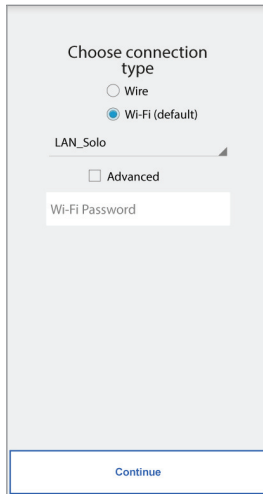 Choose connection
type
Wire
Wi-Fi (default)
LAN_Solo
Advanced
Wi-Fi Password
Continue